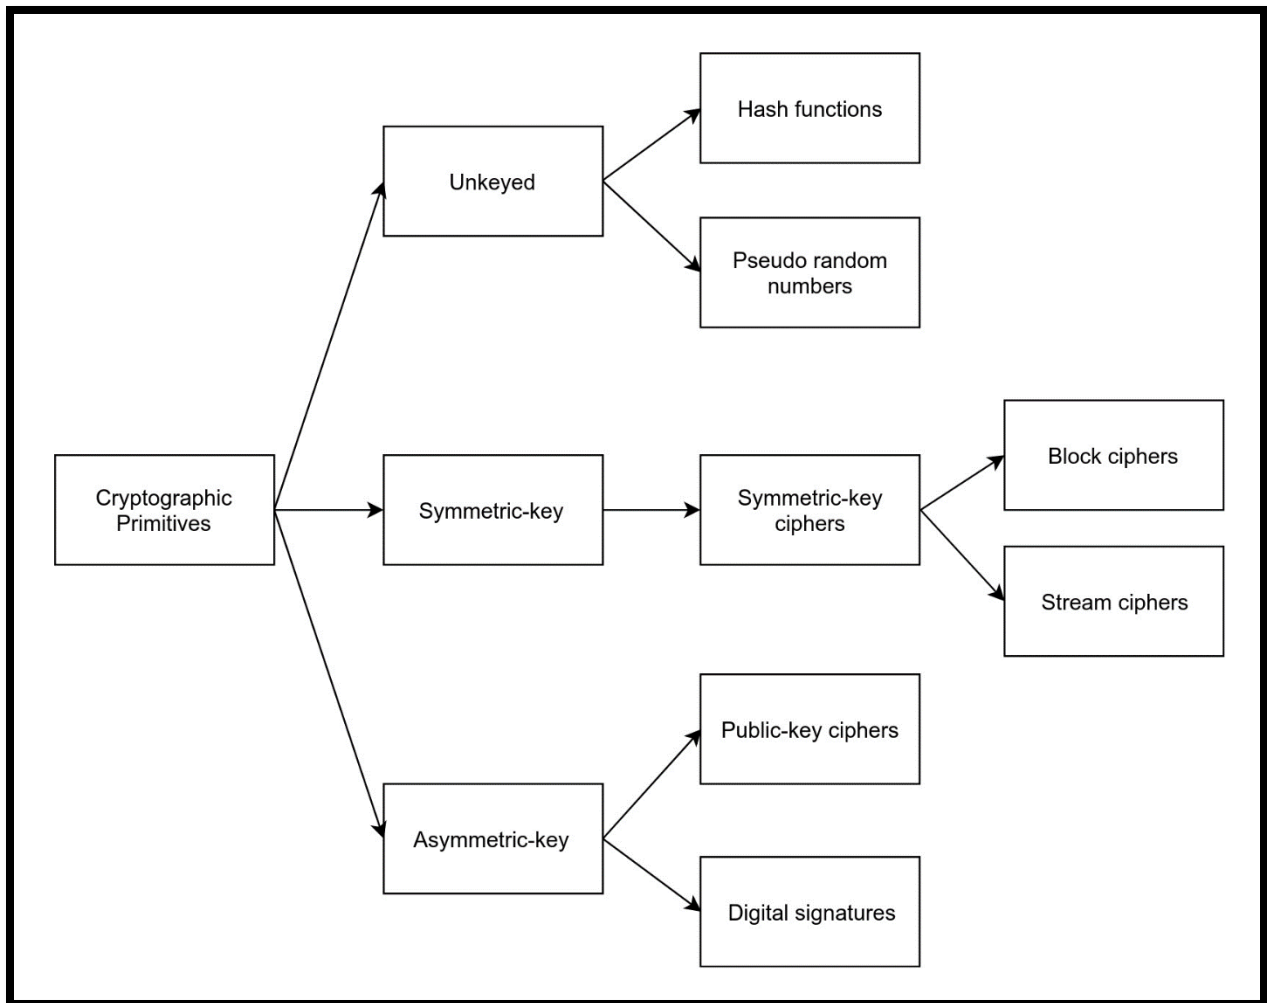 Hash functions
Unkeyed
Pseudo random
numbers
Block ciphers
Cryptographic
Primitives
Symmetric-key
Symmetric-key
ciphers
Stream ciphers
Public-key ciphers
Asymmetric-key
Digital signatures